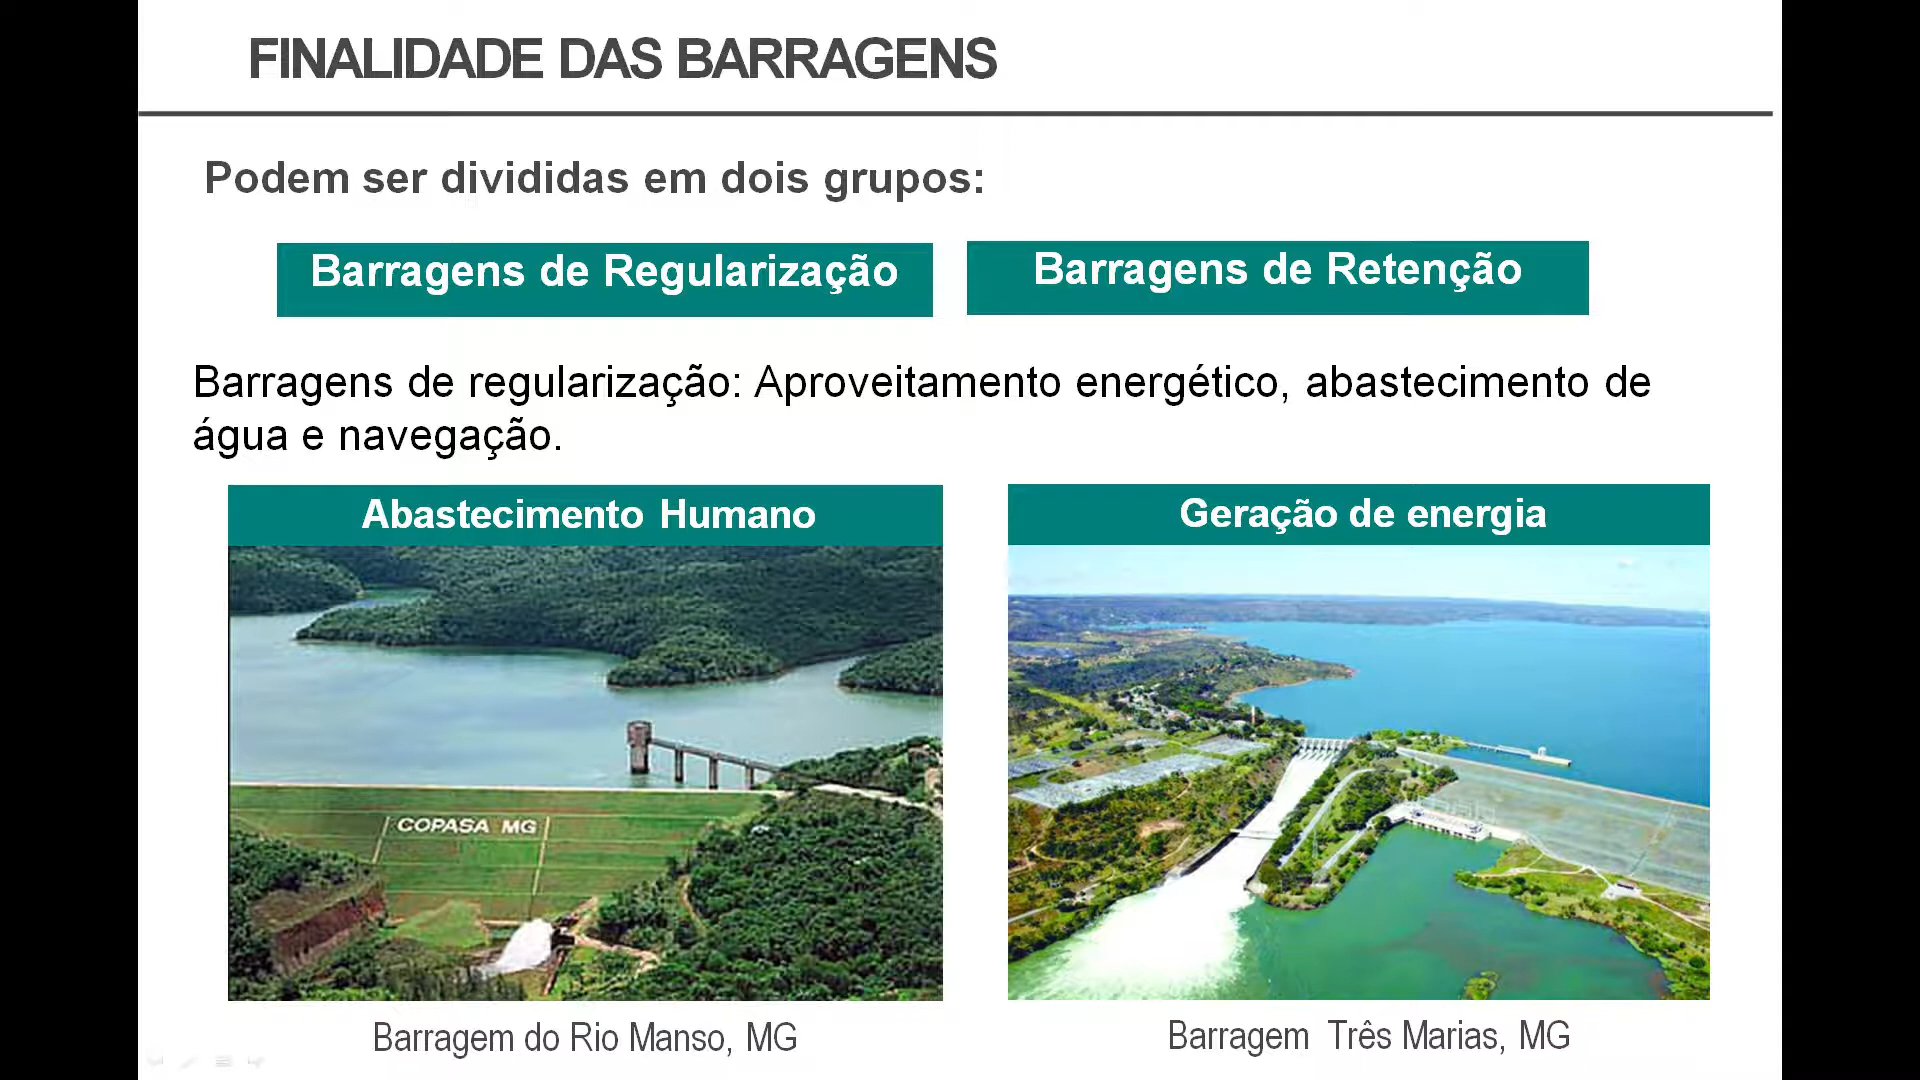 FINALIDADE DAS BARRAGENS
Podem ser divididas em dois grupos:
Barragens de Regularização
Barragens de Retenção
Barragens de regularização: Aproveitamento energético, abastecimento de
água e navegação.
Abastecimento Humano
Geração de energia
COPASA MG
Barragem do Rio Manso, MG
Barragem Três Marias, MG